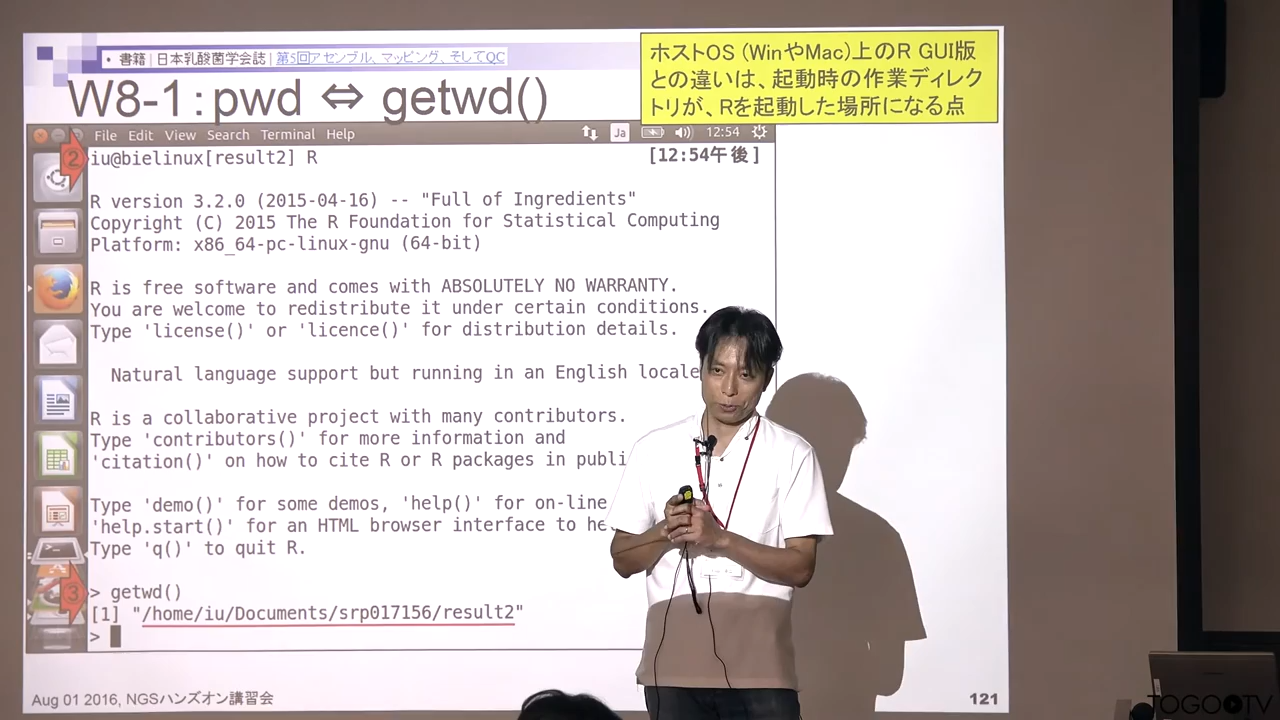 ・ 書籍 | 日本乳酸菌学会誌 | 第5回アセンブル、マッピング、そしてQC
W8-1：pwd ⇔ getwd()
ホストOS (WinやMac)上のR GUI版
との違いは、起動時の作業ディレク
トリが、Rを起動した場所になる点
File Edit View Search Terminal Help
Ja
12:54
②
iu@bielinux[result2] R
[12:54午後]
R version 3.2.0 (2015-04-16) -- "Full of Ingredients"
Copyright (C) 2015 The R Foundation for Statistical Computing
Platform: x86_64-pc-linux-gnu (64-bit)
R is free software and comes with ABSOLUTELY NO WARRANTY.
You are welcome to redistribute it under certain conditions.
Type 'license()' or 'licence()' for distribution details.
Natural language support but running in an English locale
R is a collaborative project with many contributors.
Type 'contributors()' for more information and
'citation()' on how to cite R or R packages in publi
Type 'demo()' for some demos, 'help()' for on-line
'help.start()' for an HTML browser interface to he
Type 'q()' to quit R.
③
> getwd()
[1] "/home/iu/Documents/srp017156/result2"
>
Aug 01 2016, NGSハンズオン講習会
121
TOGOTV